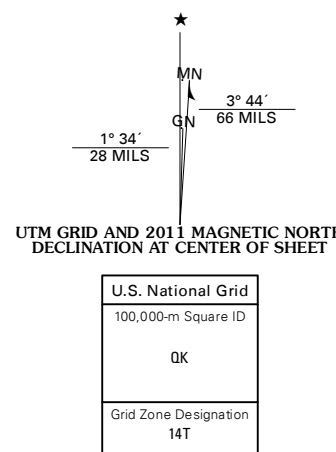 ★
MN
GN
3° 44´
66 MILS
1° 34´
28 MILS
UTM GRID AND 2011 MAGNETIC NORTH
DECLINATION AT CENTER OF SHEET
U.S. National Grid
100,000-m Square ID
QK
Grid Zone Designation
14T